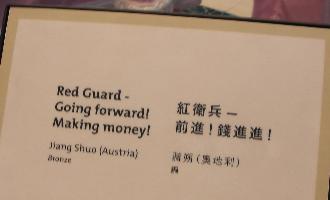 Red Guard -
Going forward!
Making money!
Jiang Shuo (Austria)
Bronze
紅衛兵 –
前進！錢進進！
蔣朔（奧地利）
銅